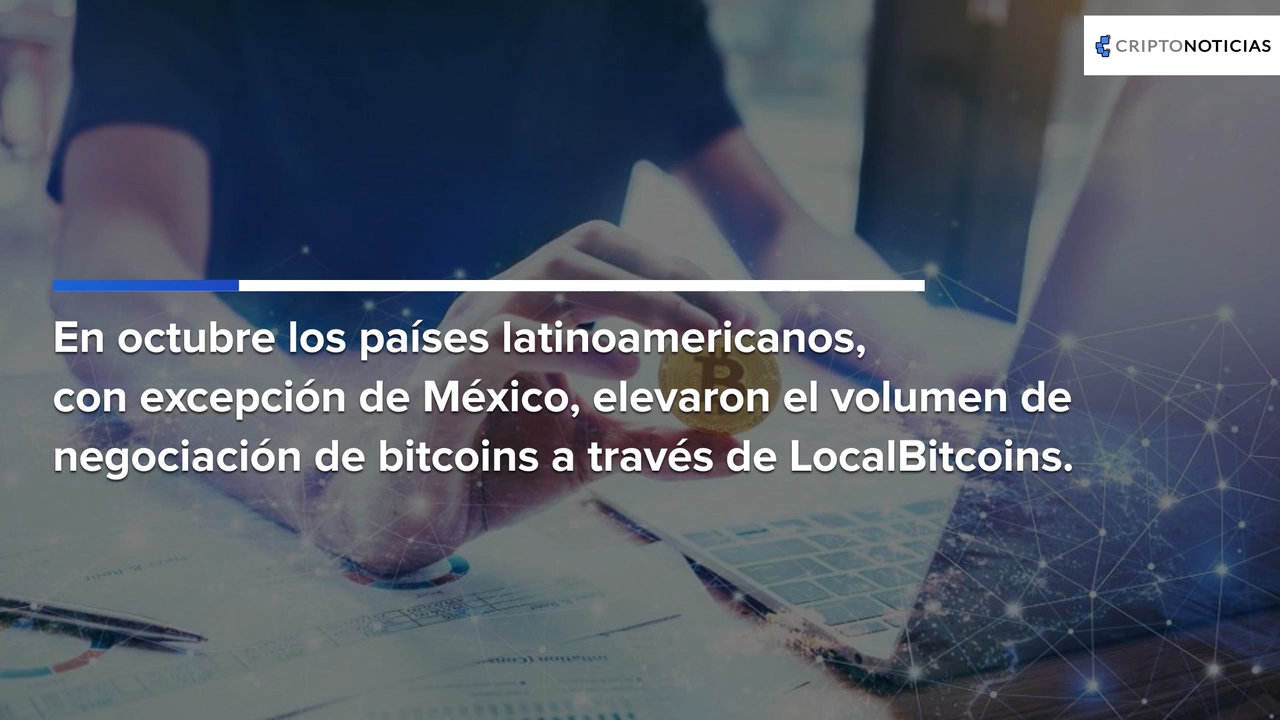 CRIPTONOTICIAS
En octubre los países latinoamericanos,
con excepción de México, elevaron el volumen de
negociación de bitcoins a través de LocalBitcoins.